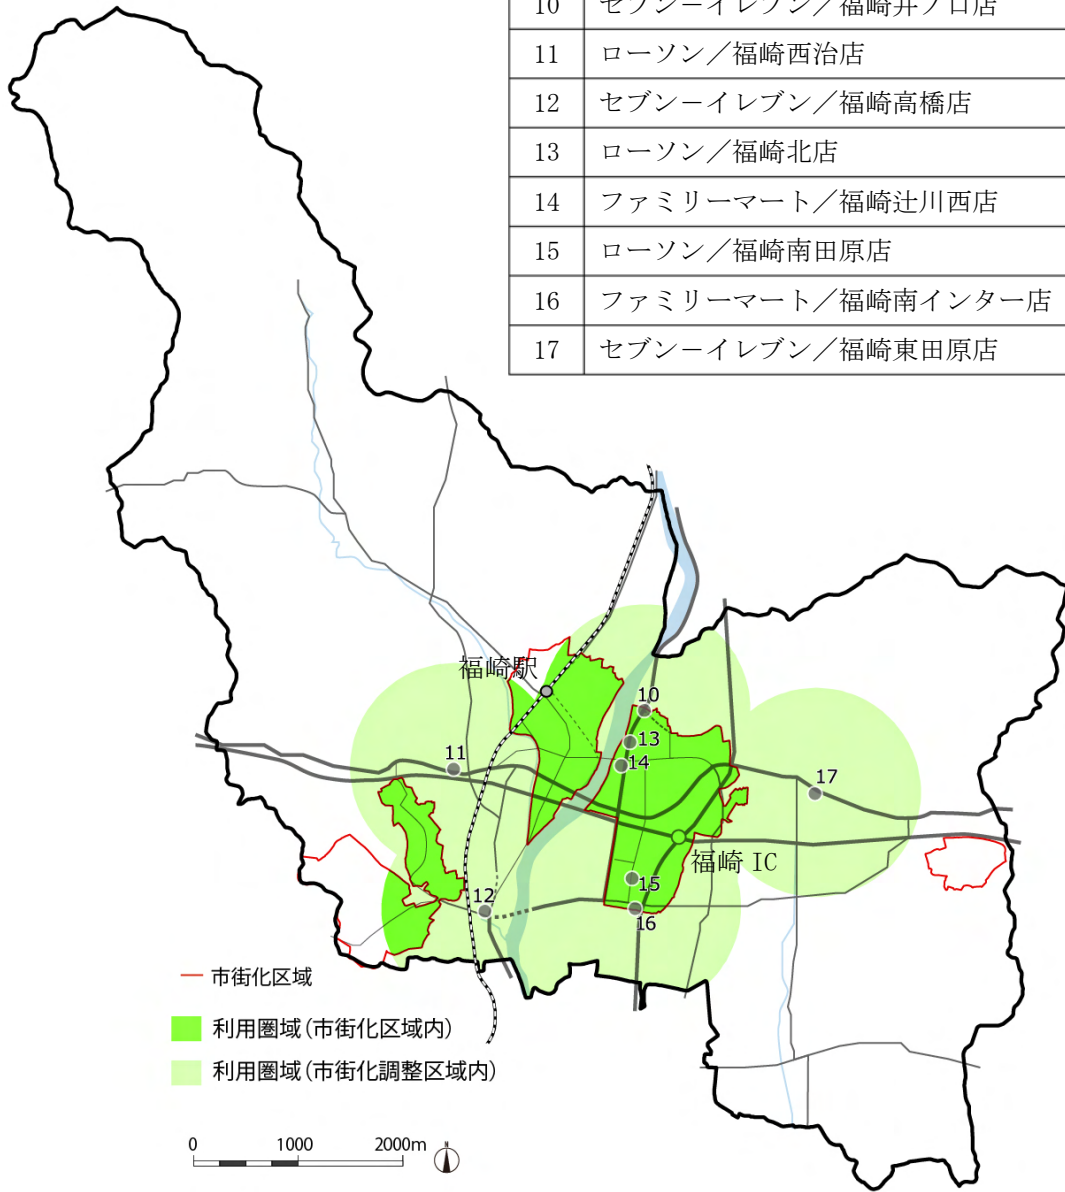 10 セブン－イレブン／福崎井ノ口店
11 ローソン／福崎西治店
12 セブン－イレブン／福崎高橋店
13 ローソン／福崎北店
14 ファミリーマート／福崎辻川西店
15 ローソン／福崎南田原店
16 ファミリーマート／福崎南インター店
17 セブン－イレブン／福崎東田原店
福崎駅
10
13
14
11
17
福崎 IC
15
12
16
市街化区域
利用圏域（市街化区域内）
利用圏域（市街化調整区域内）
0 1000 2000m
N